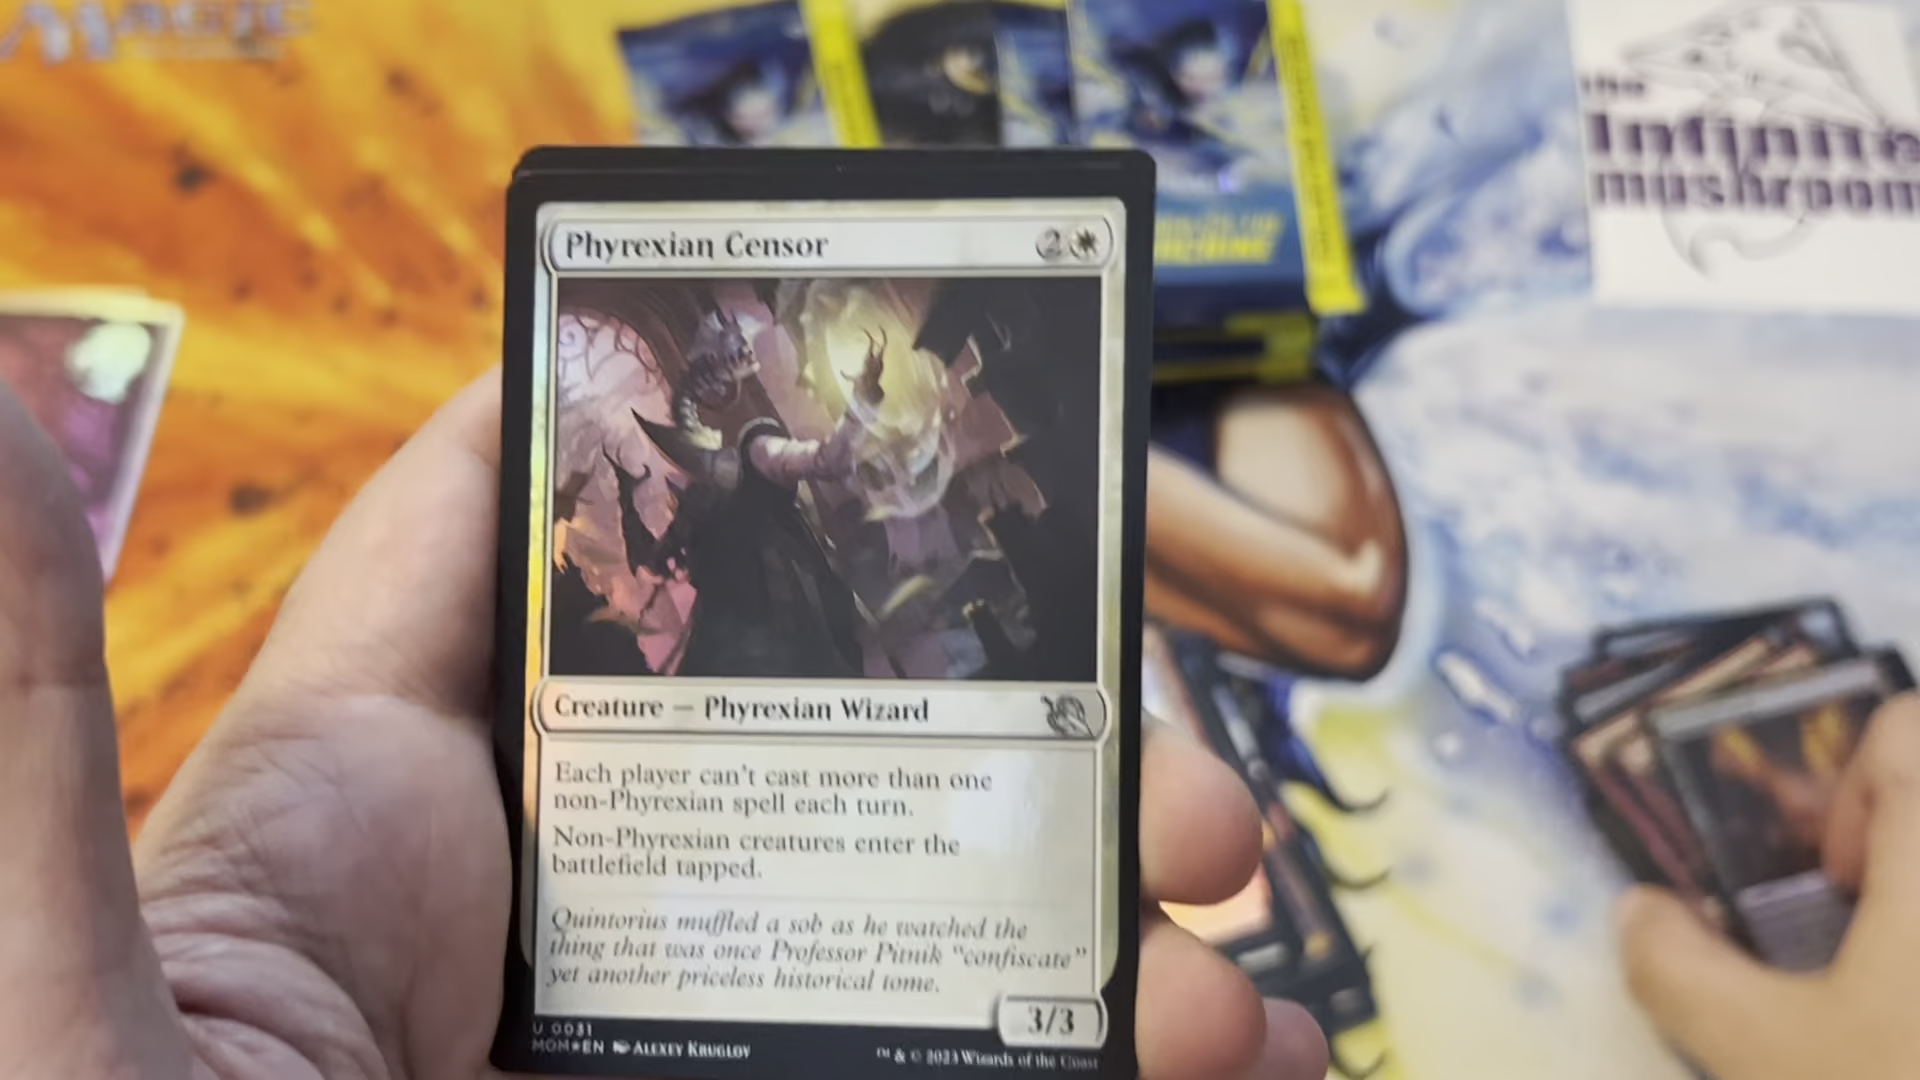 MAGIC
the
Infinite
mushroom
Phyrexian Censor
2
Creature — Phyrexian Wizard
Each player can't cast more than one
non-Phyrexian spell each turn.
Non-Phyrexian creatures enter the
battlefield tapped.
Quintorius muffled a sob as he watched the
thing that was once Professor Pitnik "confiscate"
yet another priceless historical tome.
3/3
U 0031
MOM★EN ALEXEY KRUGLOV
™ & © 2023 Wizards of the Coast